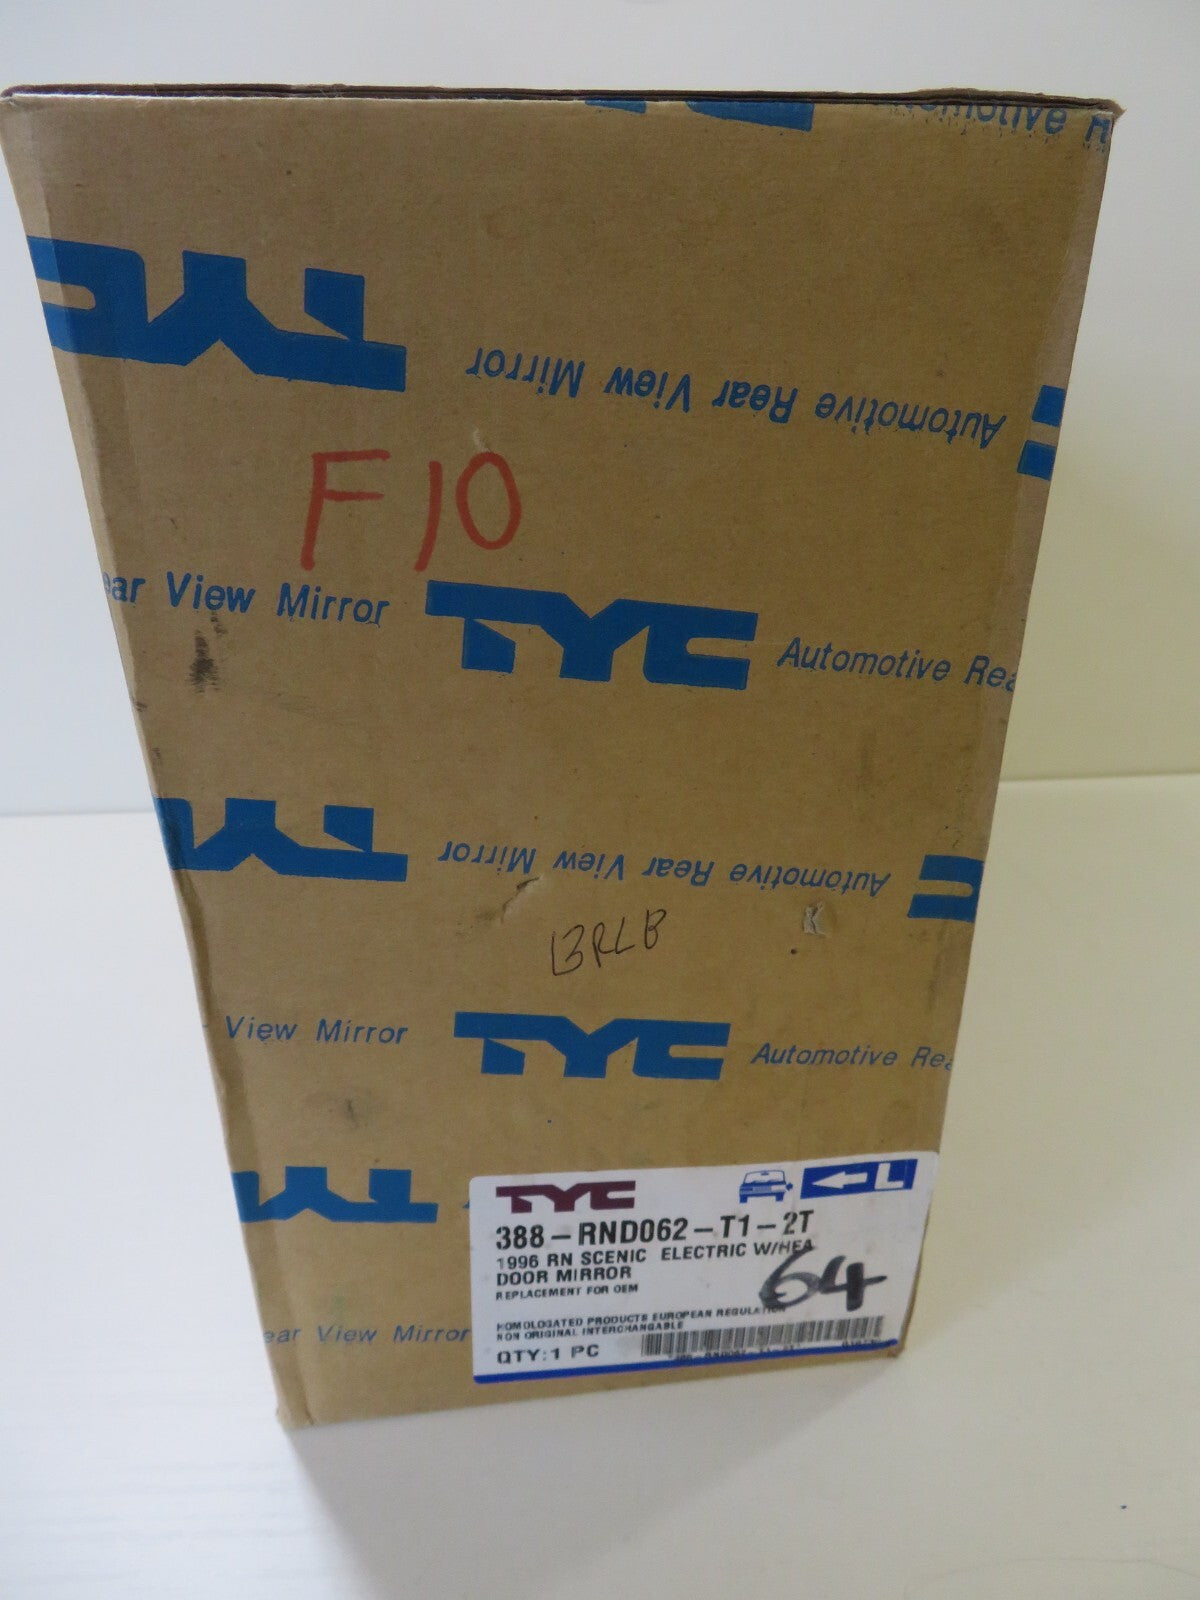 Automotive R
TYC Automotive Rear View Mirror
F10
ear View Mirror TYC Automotive Rea
TYC Automotive Rear View Mirror
View Mirror TYC Automotive Rea
TYC
L
388-RND062-T1-2T
1996 RN SCENIC ELECTRIC W/HEA
DOOR MIRROR
64
REPLACEMENT FOR OEM
HOMOLOGATED PRODUCTS EUROPEAN REGULATION
NON ORIGINAL INTERCHANGABLE
QTY:1 PC
ear View Mirror